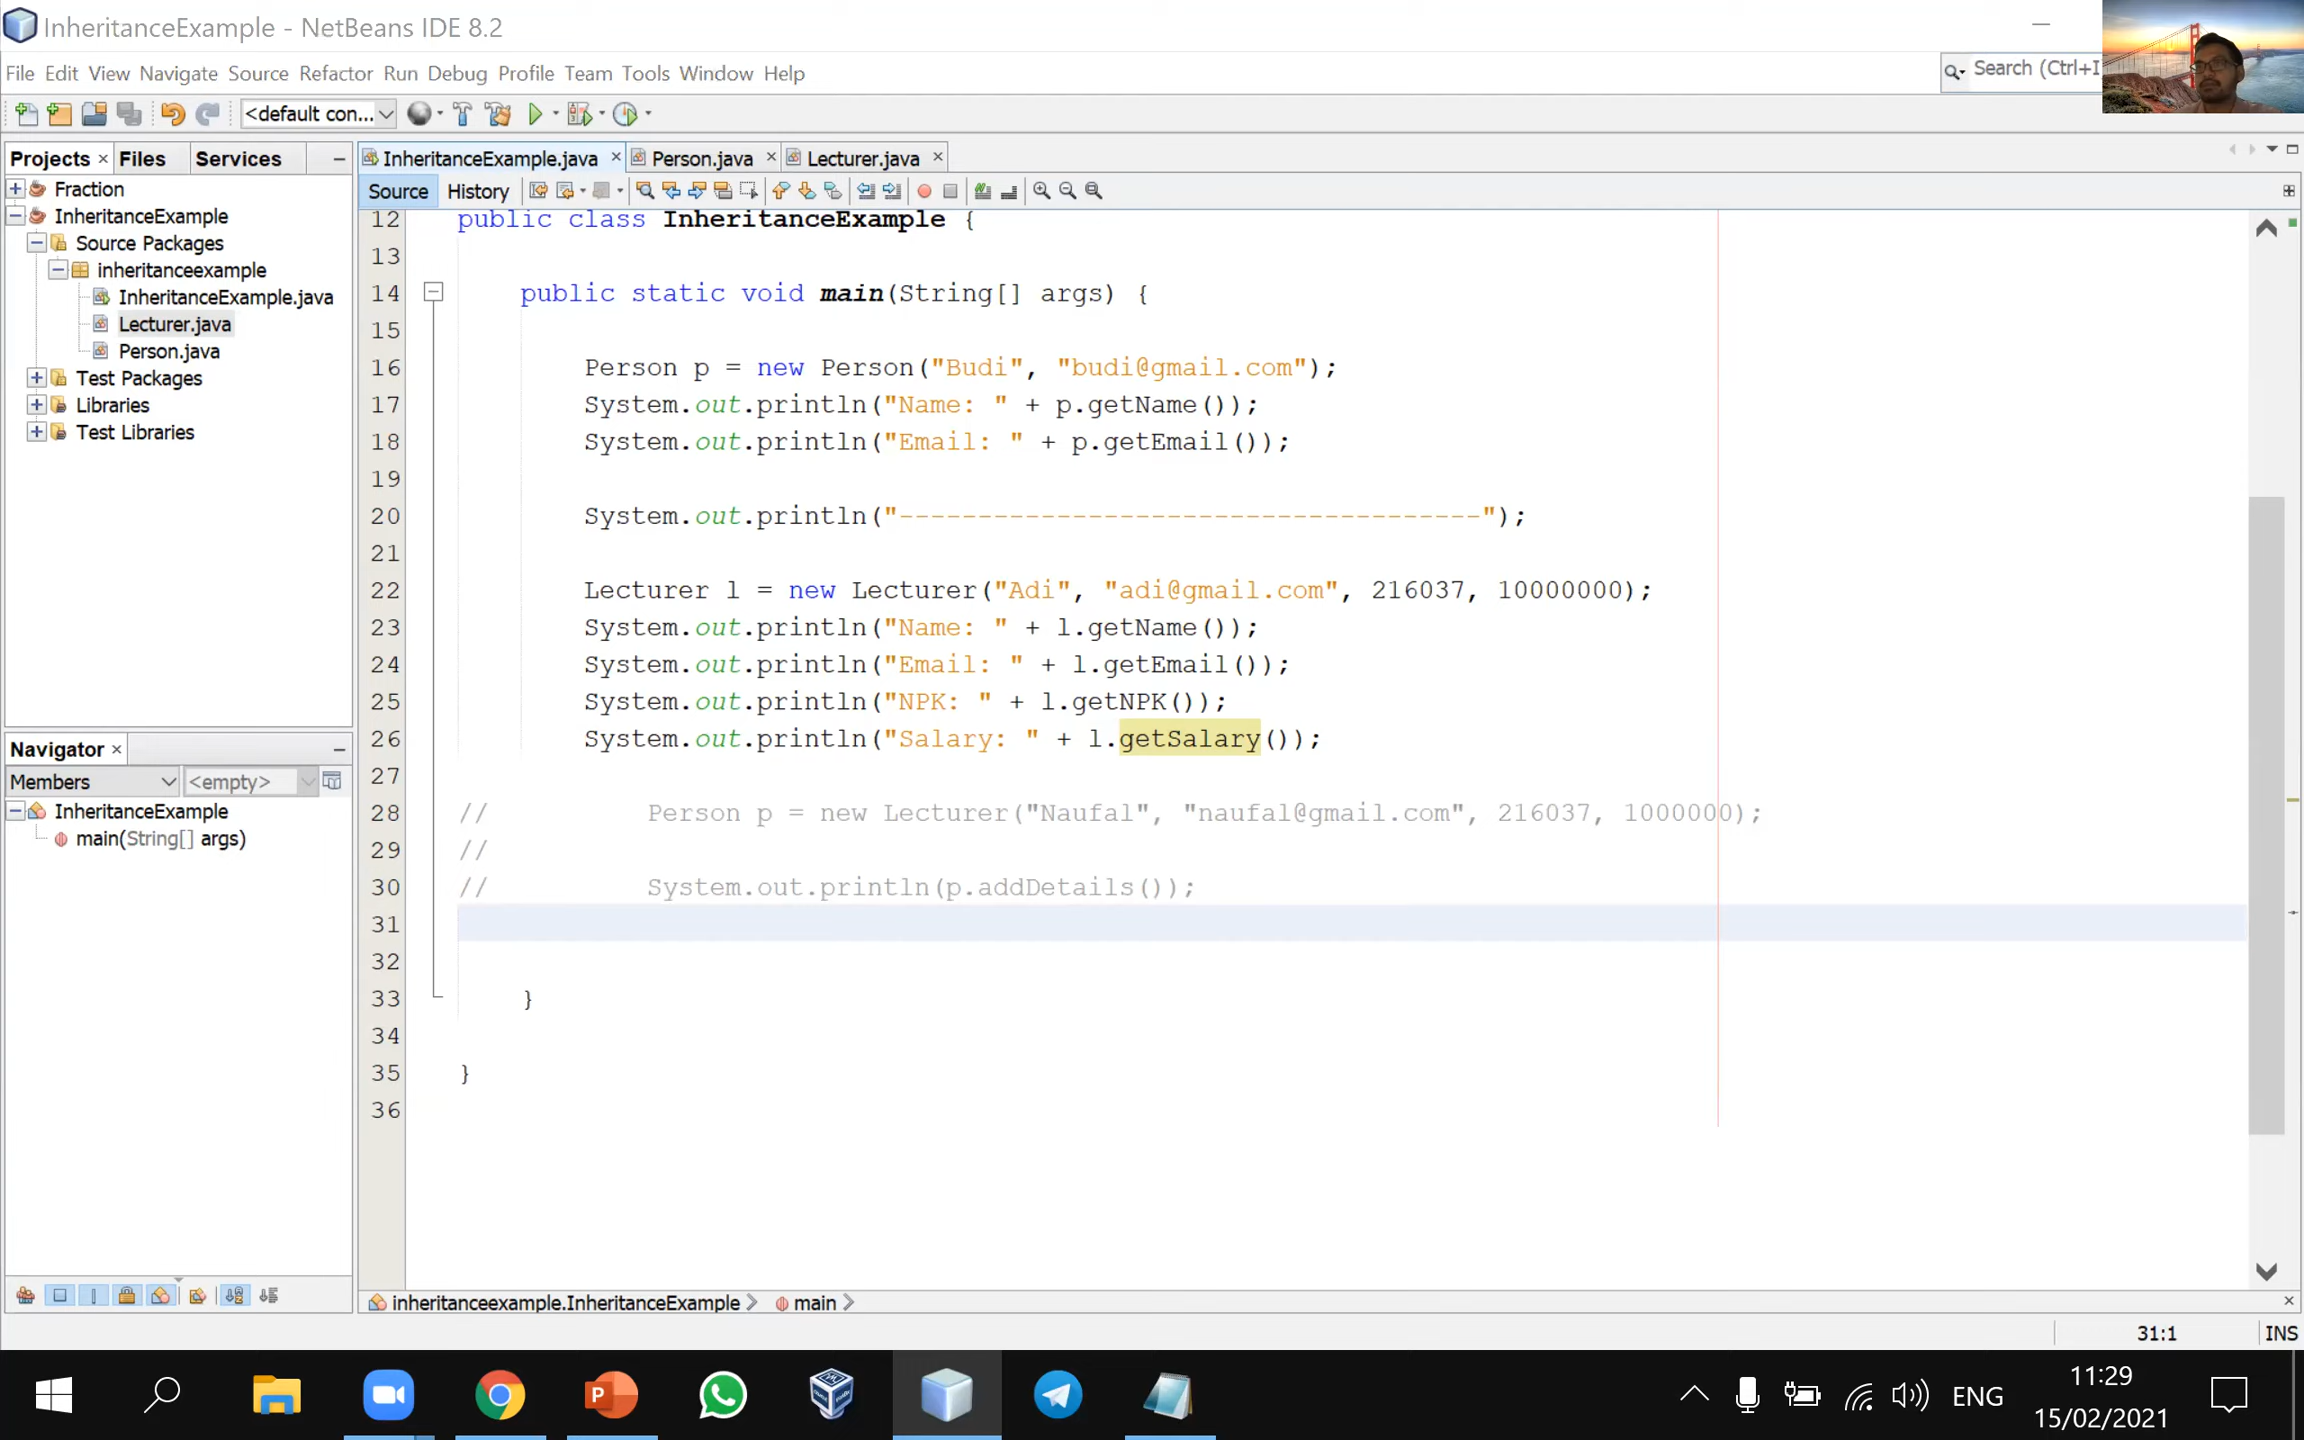 InheritanceExample - NetBeans IDE 8.2
File Edit View Navigate Source Refactor Run Debug Profile Team Tools Window Help
Search (Ctrl+I
<default con...
Projects Files Services
InheritanceExample.java Person.java Lecturer.java
Source History
Fraction
InheritanceExample
Source Packages
inheritanceexample
InheritanceExample.java
Lecturer.java
Person.java
Test Packages
Libraries
Test Libraries
Navigator
Members <empty>
InheritanceExample
main(String[] args)
12 public class InheritanceExample {
13
14 public static void main(String[] args) {
15
16 Person p = new Person("Budi", "budi@gmail.com");
17 System.out.println("Name: " + p.getName());
18 System.out.println("Email: " + p.getEmail());
19
20 System.out.println("-------------------------------------");
21
22 Lecturer l = new Lecturer("Adi", "adi@gmail.com", 216037, 10000000);
23 System.out.println("Name: " + l.getName());
24 System.out.println("Email: " + l.getEmail());
25 System.out.println("NPK: " + l.getNPK());
26 System.out.println("Salary: " + l.getSalary());
27
28 // Person p = new Lecturer("Naufal", "naufal@gmail.com", 216037, 1000000);
29 //
30 // System.out.println(p.addDetails());
31
32
33 }
34
35 }
36
inheritanceexample.InheritanceExample main
31:1 INS
ENG
11:29
15/02/2021